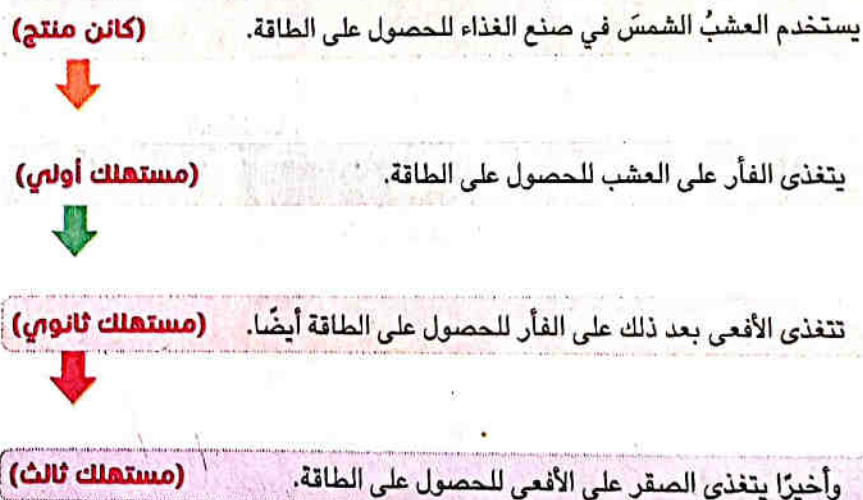 يستخدم العشبُ الشمسَ في صنع الغذاء للحصول على الطاقة. (كائن منتج)
يتغذى الفأر على العشب للحصول على الطاقة. (مستهلك أولي)
تتغذى الأفعى بعد ذلك على الفأر للحصول على الطاقة أيضًا. (مستهلك ثانوي)
وأخيرًا يتغذى الصقر على الأفعى للحصول على الطاقة. (مستهلك ثالث)